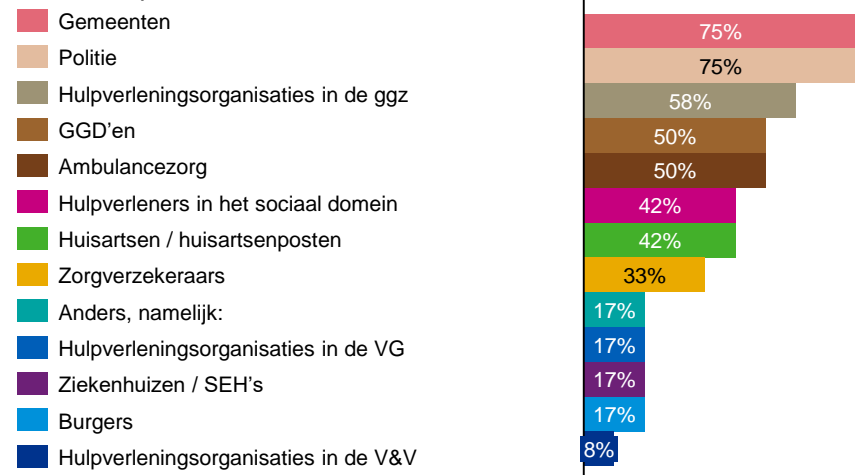 Gemeenten 75%
Politie 75%
Hulpverleningsorganisaties in de ggz 58%
GGD'en 50%
Ambulancezorg 50%
Hulpverleners in het sociaal domein 42%
Huisartsen / huisartsenposten 42%
Zorgverzekeraars 33%
Anders, namelijk: 17%
Hulpverleningsorganisaties in de VG 17%
Ziekenhuizen / SEH's 17%
Burgers 17%
Hulpverleningsorganisaties in de V&V 8%